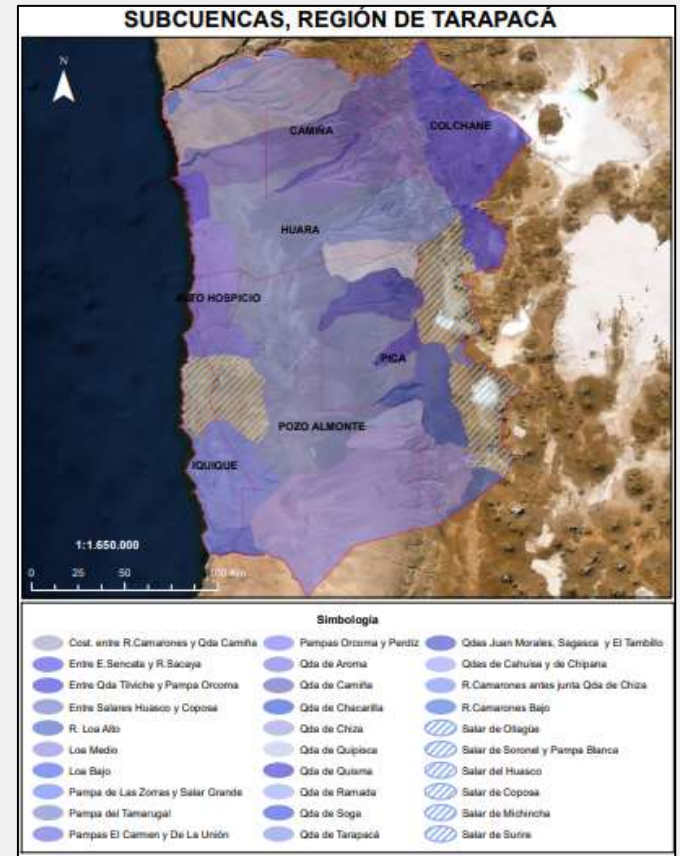 SUBCUENCAS, REGIÓN DE TARAPACÁ
N
CAMIÑA
COLCHANE
HUARA
ALTO HOSPICIO
PICA
POZO ALMONTE
IQUIQUE
1:1.650.000
0 25 50 100 Km
Simbología
Cost. entre R.Camarones y Qda Camiña
Entre E.Sencata y R.Sacaya
Entre Qda Tiliviche y Pampa Orcoma
Entre Salares Huasco y Coposa
R. Loa Alto
Loa Medio
Loa Bajo
Pampa de Las Zorras y Salar Grande
Pampa del Tamarugal
Pampas El Carmen y De La Unión
Pampas Orcoma y Perdiz
Qda de Aroma
Qda de Camiña
Qda de Chacarilla
Qda de Chiza
Qda de Quipisca
Qda de Quisma
Qda de Ramada
Qda de Soga
Qda de Tarapacá
Qdas Juan Morales, Sagasca y El Tambillo
Qdas de Cahuisa y de Chipana
R.Camarones antes junta Qda de Chiza
R.Camarones Bajo
Salar de Ollagüe
Salar de Soronel y Pampa Blanca
Salar del Huasco
Salar de Coposa
Salar de Michincha
Salar de Surire